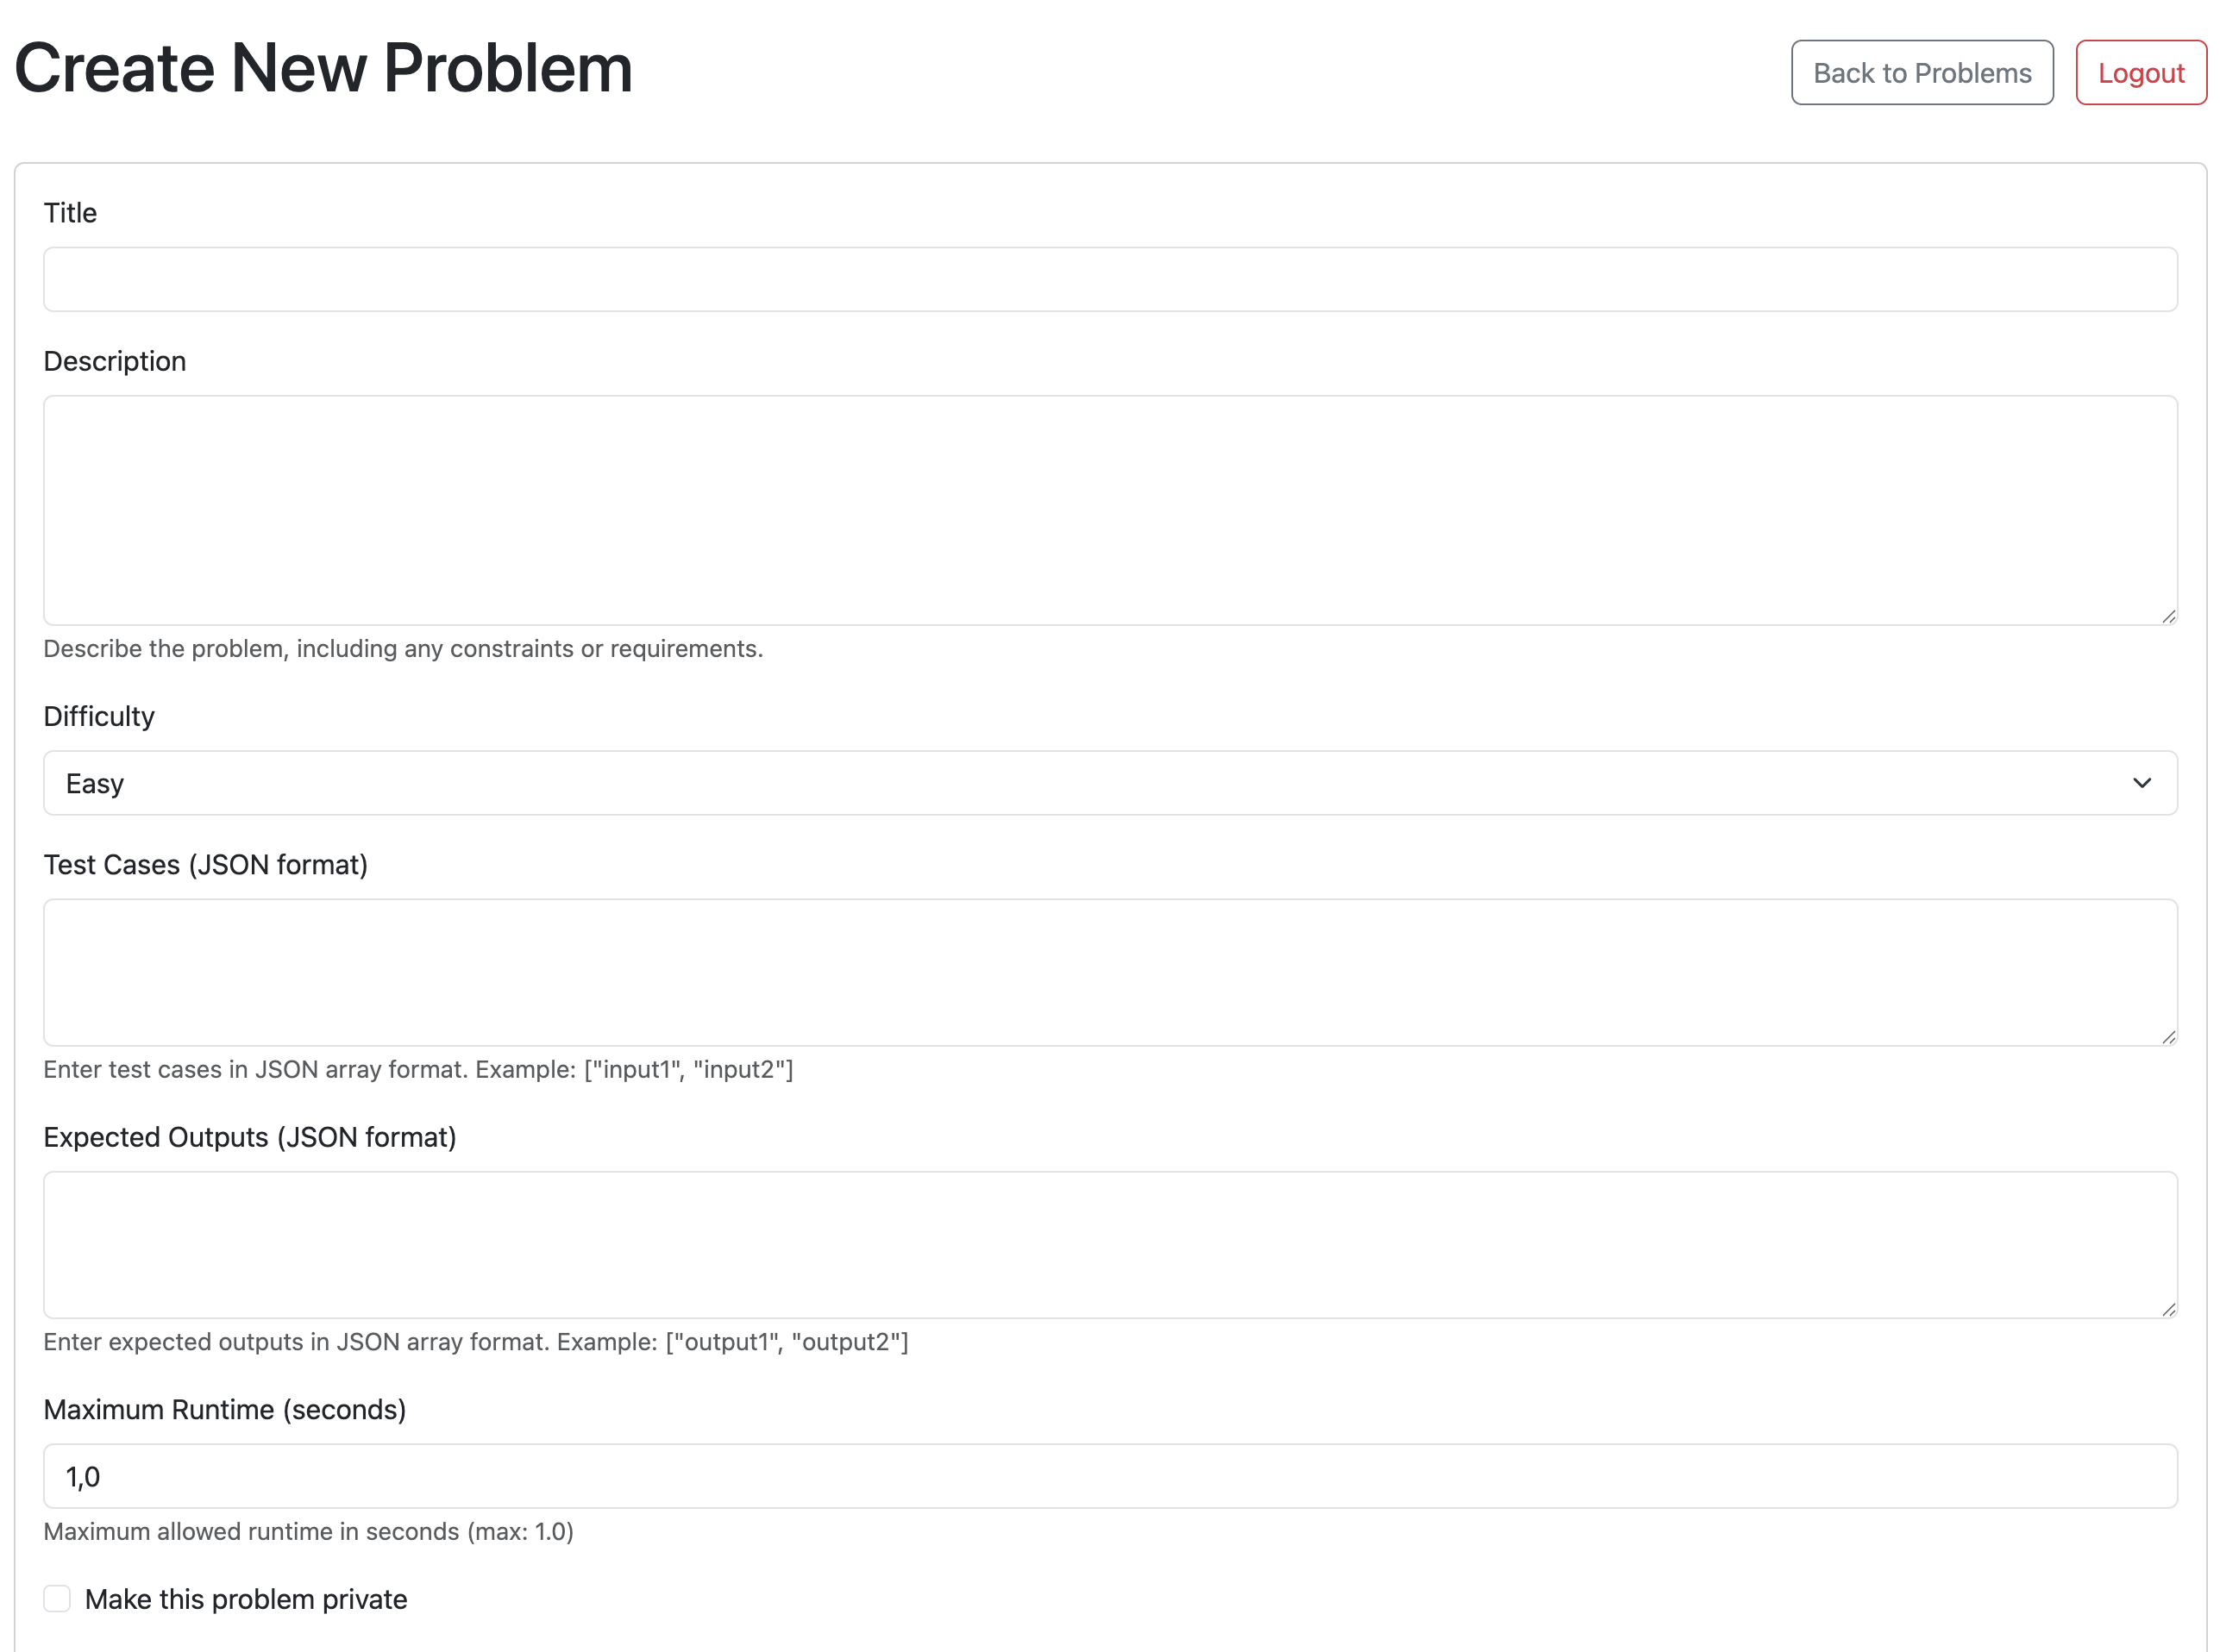 Create New Problem
Back to Problems
Logout
Title
Description
Describe the problem, including any constraints or requirements.
Difficulty
Easy
Test Cases (JSON format)
Enter test cases in JSON array format. Example: ["input1", "input2"]
Expected Outputs (JSON format)
Enter expected outputs in JSON array format. Example: ["output1", "output2"]
Maximum Runtime (seconds)
1,0
Maximum allowed runtime in seconds (max: 1.0)
Make this problem private